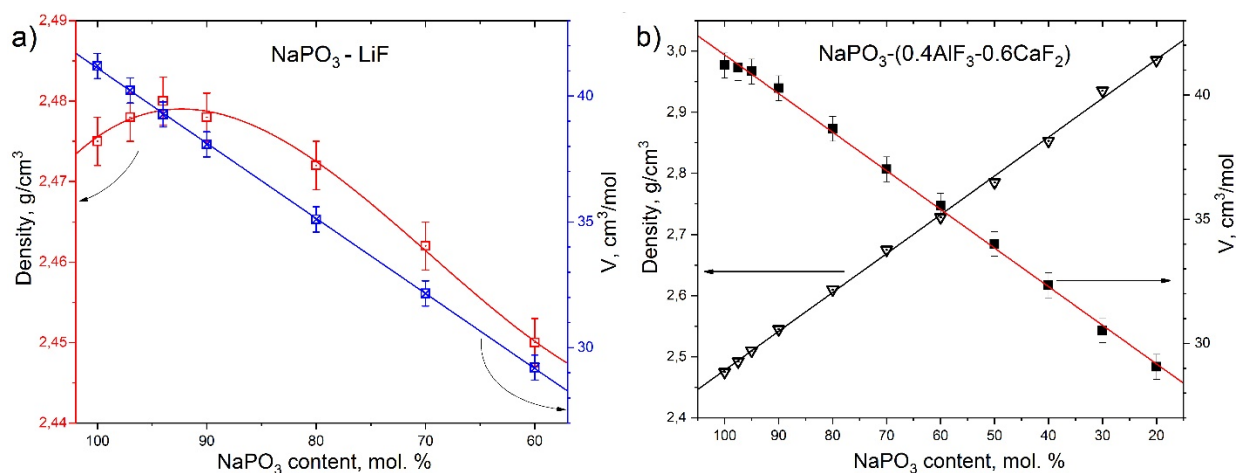 a)
NaPO3 - LiF
2,49
2,48
2,47
2,46
2,45
2,44
Density, g/cm3
40
35
30
V, cm3/mol
100 90 80 70 60
NaPO3 content, mol. %
b)
NaPO3-(0.4AlF3-0.6CaF2)
3,0
2,9
2,8
2,7
2,6
2,5
2,4
Density, g/cm3
40
35
30
V, cm3/mol
100 90 80 70 60 50 40 30 20
NaPO3 content, mol. %